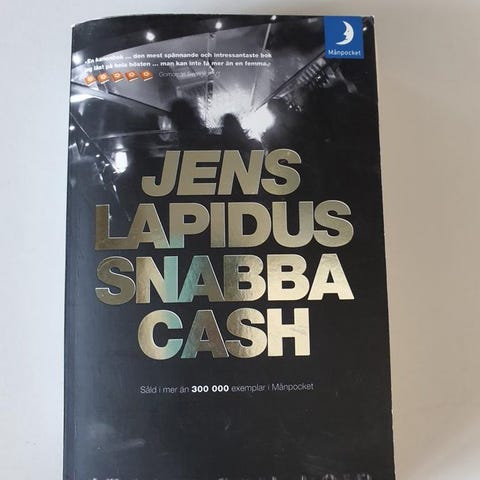 »En kanonbok ... den mest spännande och intressantaste bok
jag läst på hela hösten ... man kan inte få mer än en femma.»
Månpocket
JENS
LAPIDUS
SNABBA
CASH
Såld i mer än 300 000 exemplar i Månpocket